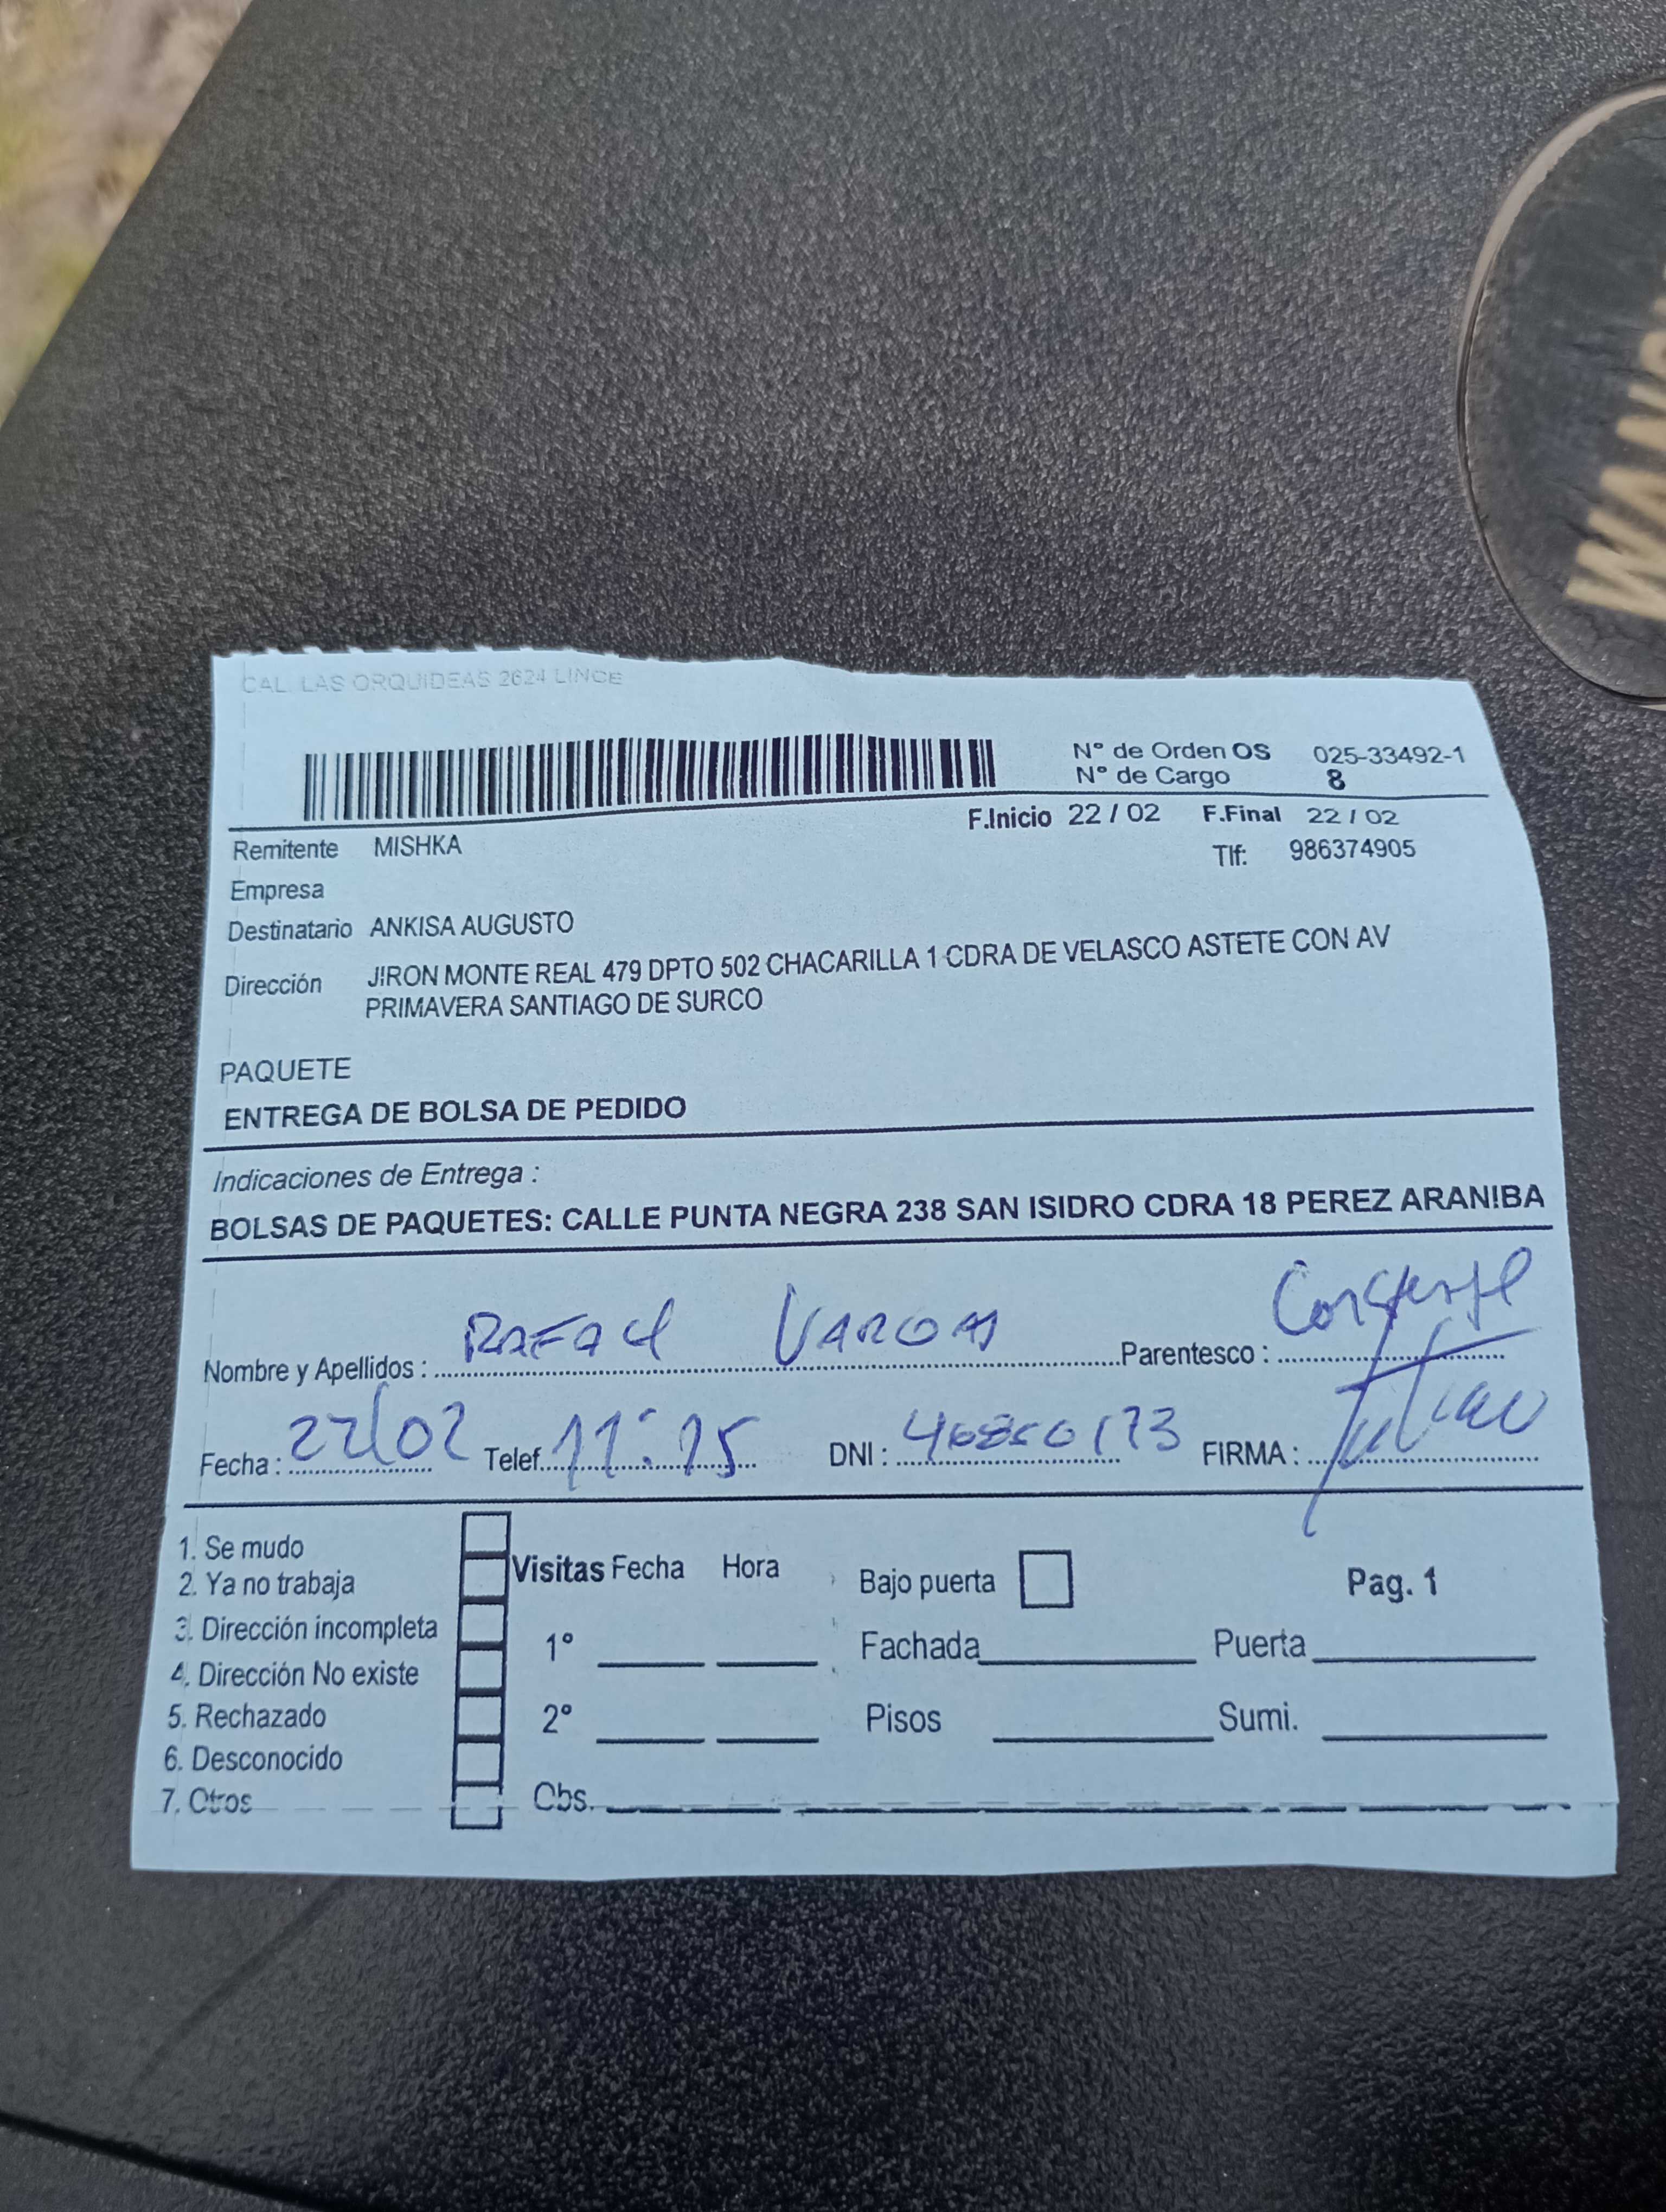 CAL. LAS ORQUIDEAS 2624 LINCE
N° de Orden OS 025-33492-1
N° de Cargo 8
F.Inicio 22 / 02 F.Final 22 / 02
Remitente MISHKA
Tlf: 986374905
Empresa
Destinatario ANKISA AUGUSTO
Dirección JIRON MONTE REAL 479 DPTO 502 CHACARILLA 1 CDRA DE VELASCO ASTETE CON AV
PRIMAVERA SANTIAGO DE SURCO
PAQUETE
ENTREGA DE BOLSA DE PEDIDO
Indicaciones de Entrega :
BOLSAS DE PAQUETES: CALLE PUNTA NEGRA 238 SAN ISIDRO CDRA 18 PEREZ ARANIBA
Nombre y Apellidos : RAFAEL VARGAS Parentesco : Conserje
Fecha : 22/02 Telef. 11:15 DNI : FIRMA :
1. Se mudo
2. Ya no trabaja
3. Dirección incompleta
4. Dirección No existe
5. Rechazado
6. Desconocido
7. Otros
Visitas Fecha Hora
1°
2°
Obs.
Bajo puerta Pag. 1
Fachada Puerta
Pisos Sumi.